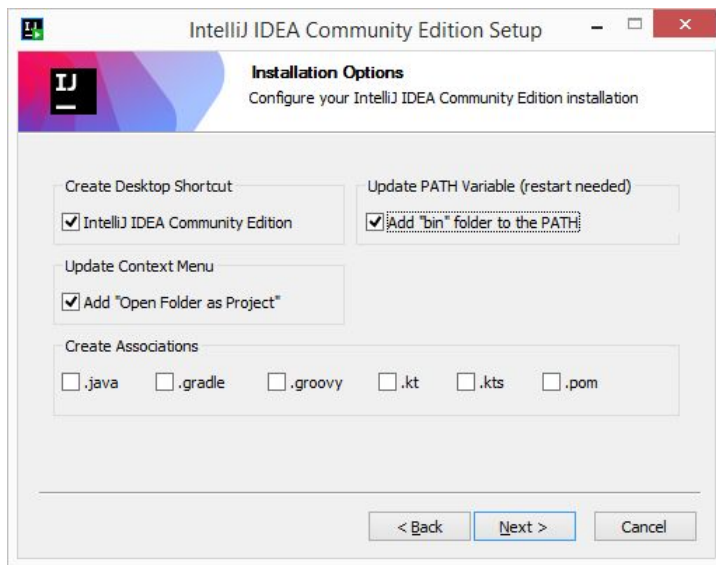 IJ
IntelliJ IDEA Community Edition Setup
IJ
Installation Options
Configure your IntelliJ IDEA Community Edition installation
Create Desktop Shortcut
IntelliJ IDEA Community Edition
Update PATH Variable (restart needed)
Add "bin" folder to the PATH
Update Context Menu
Add "Open Folder as Project"
Create Associations
.java .gradle .groovy .kt .kts .pom
< Back Next > Cancel